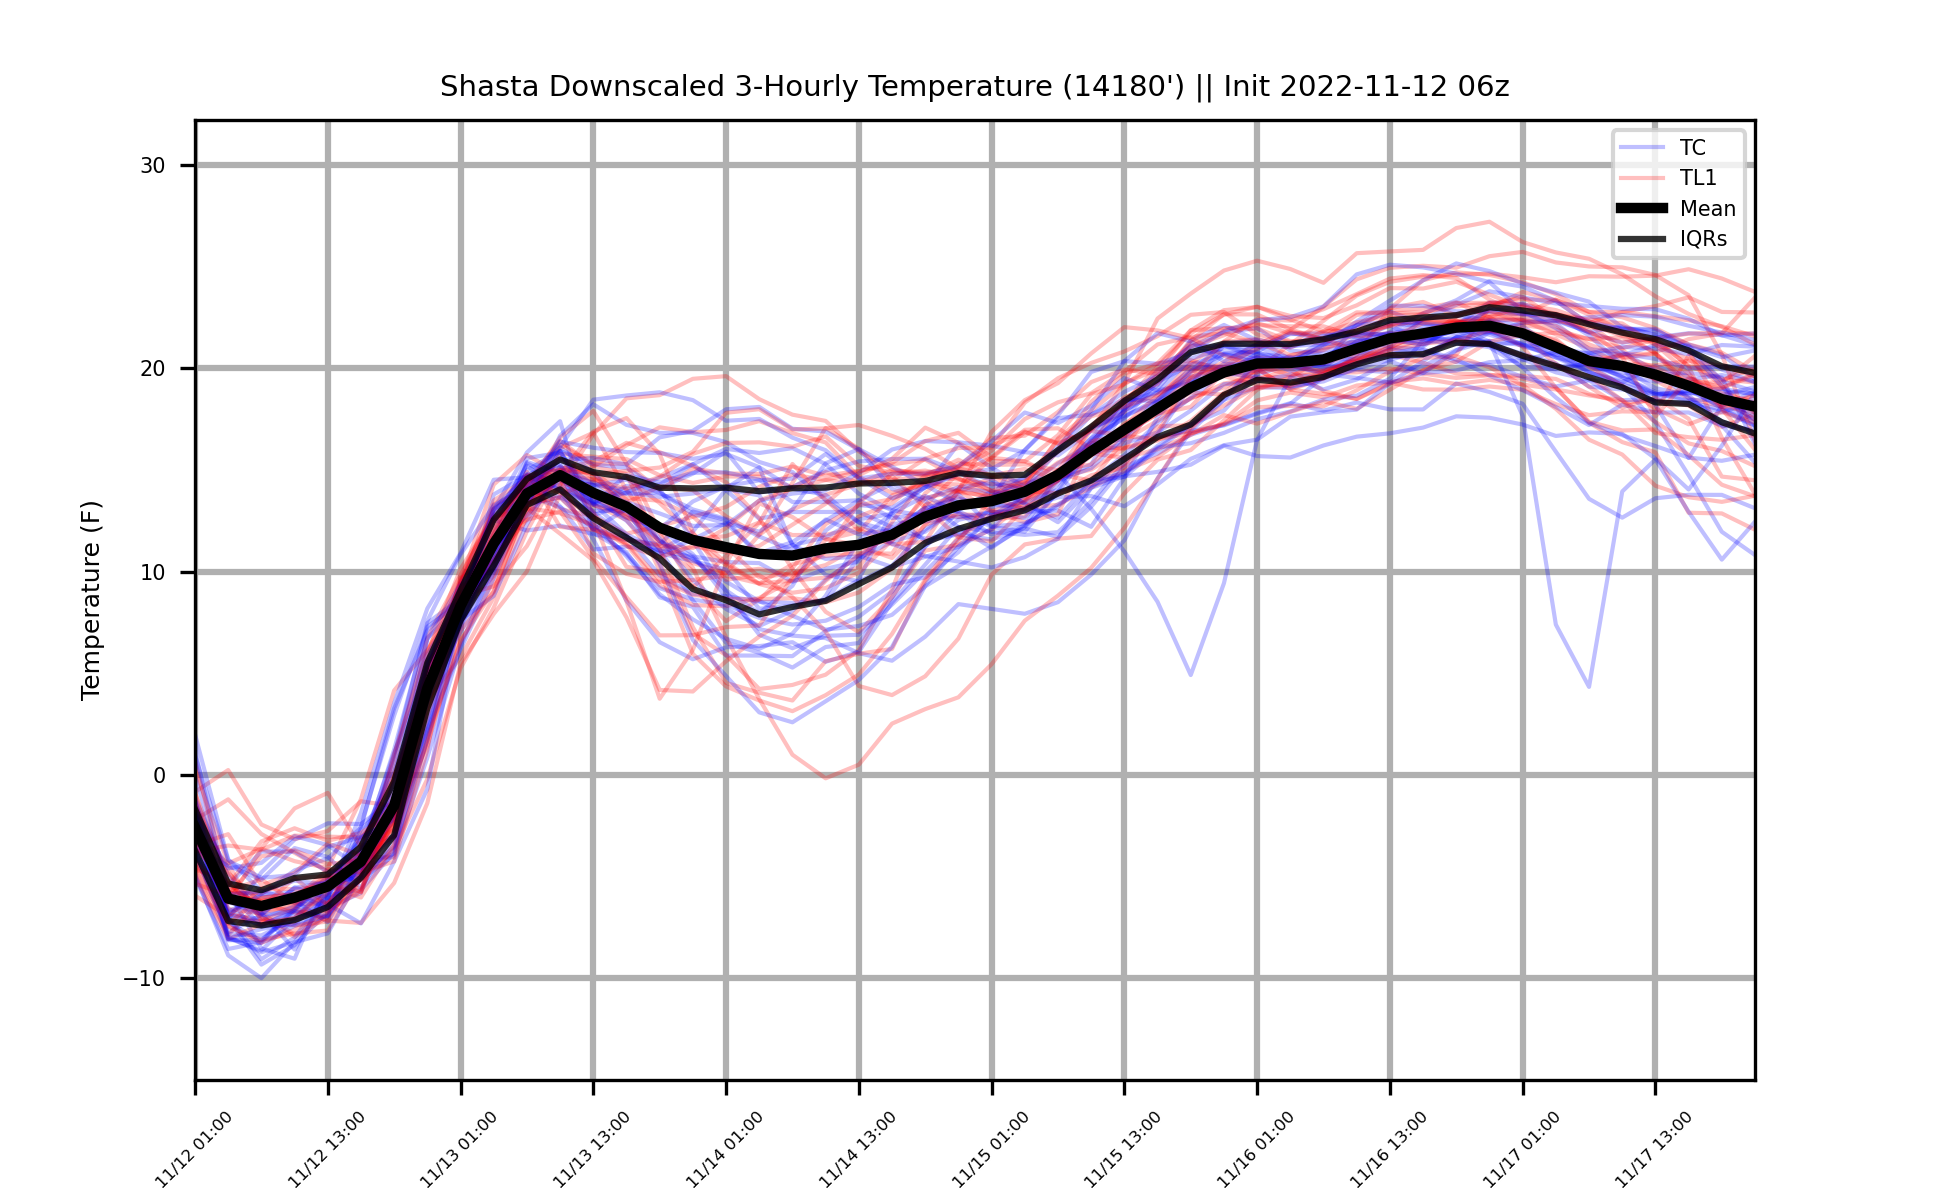 Shasta Downscaled 3-Hourly Temperature (14180') || Init 2022-11-12 06z
TC
TL1
Mean
IQRs
Temperature (F)
30
20
10
0
−10
11/12 01:00
11/12 13:00
11/13 01:00
11/13 13:00
11/14 01:00
11/14 13:00
11/15 01:00
11/15 13:00
11/16 01:00
11/16 13:00
11/17 01:00
11/17 13:00